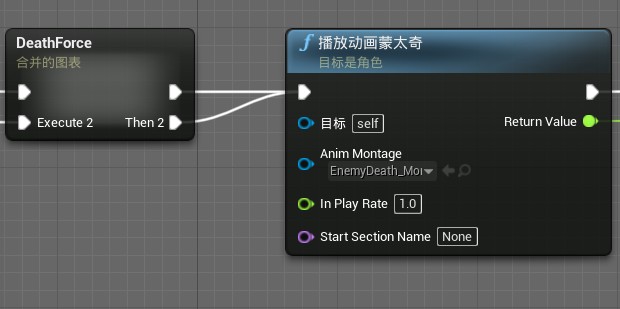 DeathForce
合并的图表
Execute 2
Then 2
播放动画蒙太奇
目标是角色
目标
self
Return Value
Anim Montage
In Play Rate
1.0
Start Section Name
None